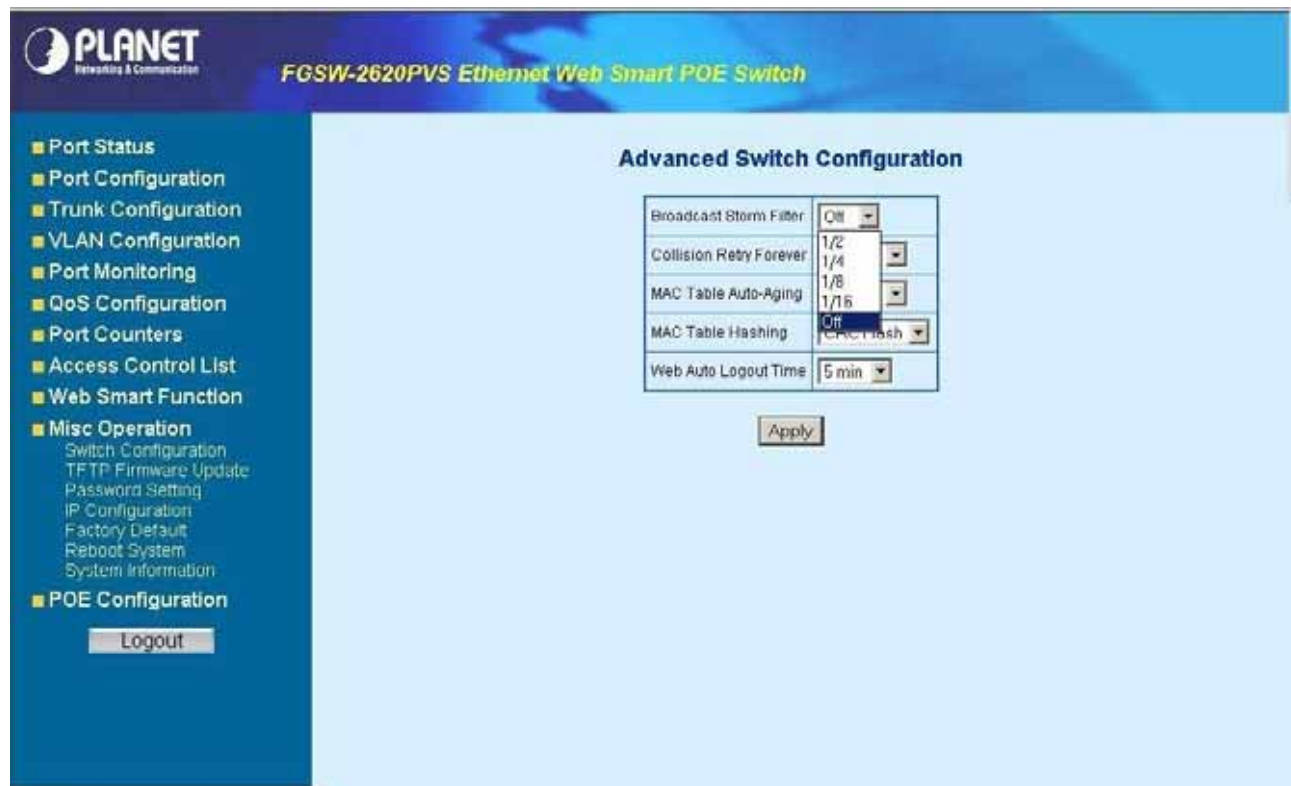 PLANET
Networking & Communication
FGSW-2620PVS Ethernet Web Smart POE Switch
Port Status
Port Configuration
Trunk Configuration
VLAN Configuration
Port Monitoring
QoS Configuration
Port Counters
Access Control List
Web Smart Function
Misc Operation
Switch Configuration
TFTP Firmware Update
Password Setting
IP Configuration
Factory Default
Reboot System
System Information
POE Configuration
Logout
Advanced Switch Configuration
Broadcast Storm Filter Off
1/2
1/4
1/8
1/16
Off
Collision Retry Forever
MAC Table Auto-Aging
MAC Table Hashing
Web Auto Logout Time 5 min
Apply